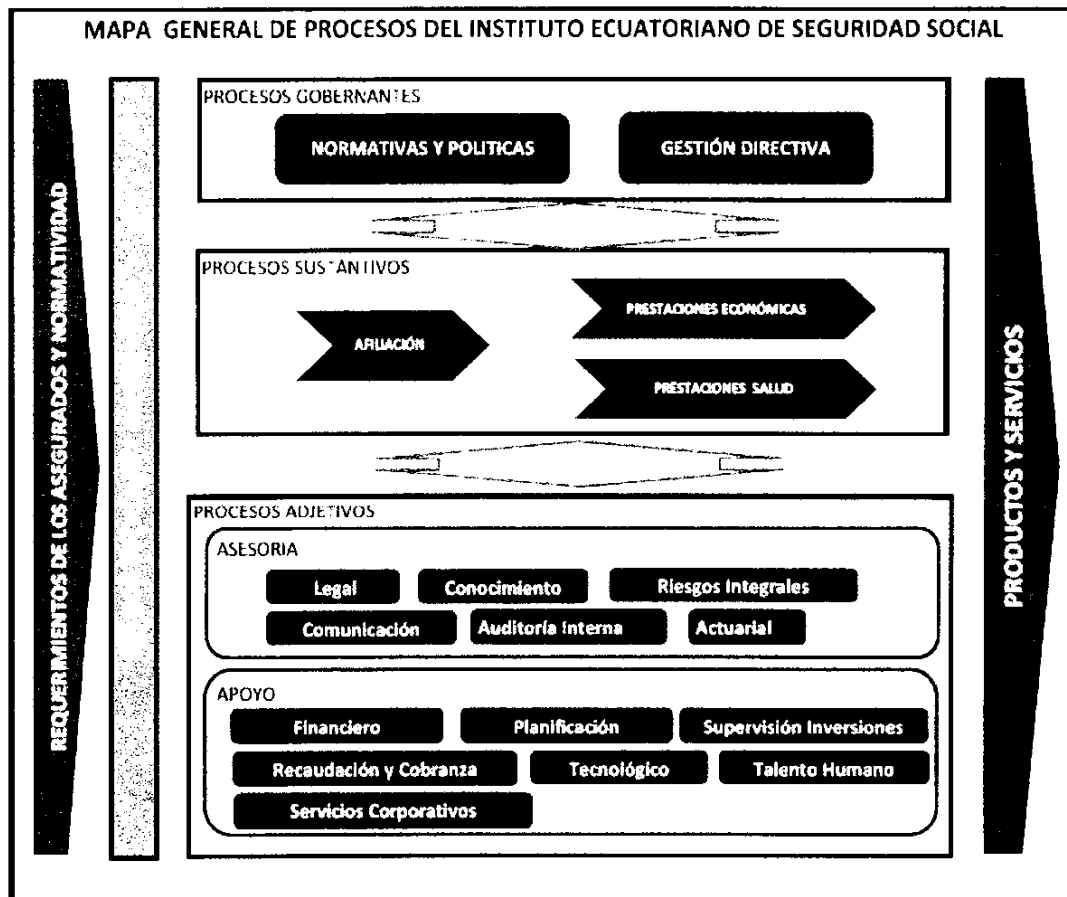 MAPA GENERAL DE PROCESOS DEL INSTITUTO ECUATORIANO DE SEGURIDAD SOCIAL
REQUERIMIENTOS DE LOS ASEGURADOS Y NORMATIVIDAD
PROCESOS GOBERNANTES
NORMATIVAS Y POLITICAS
GESTIÓN DIRECTIVA
PROCESOS SUSTANTIVOS
AFILIACIÓN
PRESTACIONES ECONÓMICAS
PRESTACIONES SALUD
PROCESOS ADJETIVOS
ASESORIA
Legal
Conocimiento
Riesgos Integrales
Comunicación
Auditoría Interna
Actuarial
APOYO
Financiero
Planificación
Supervisión Inversiones
Recaudación y Cobranza
Tecnológico
Talento Humano
Servicios Corporativos
PRODUCTOS Y SERVICIOS